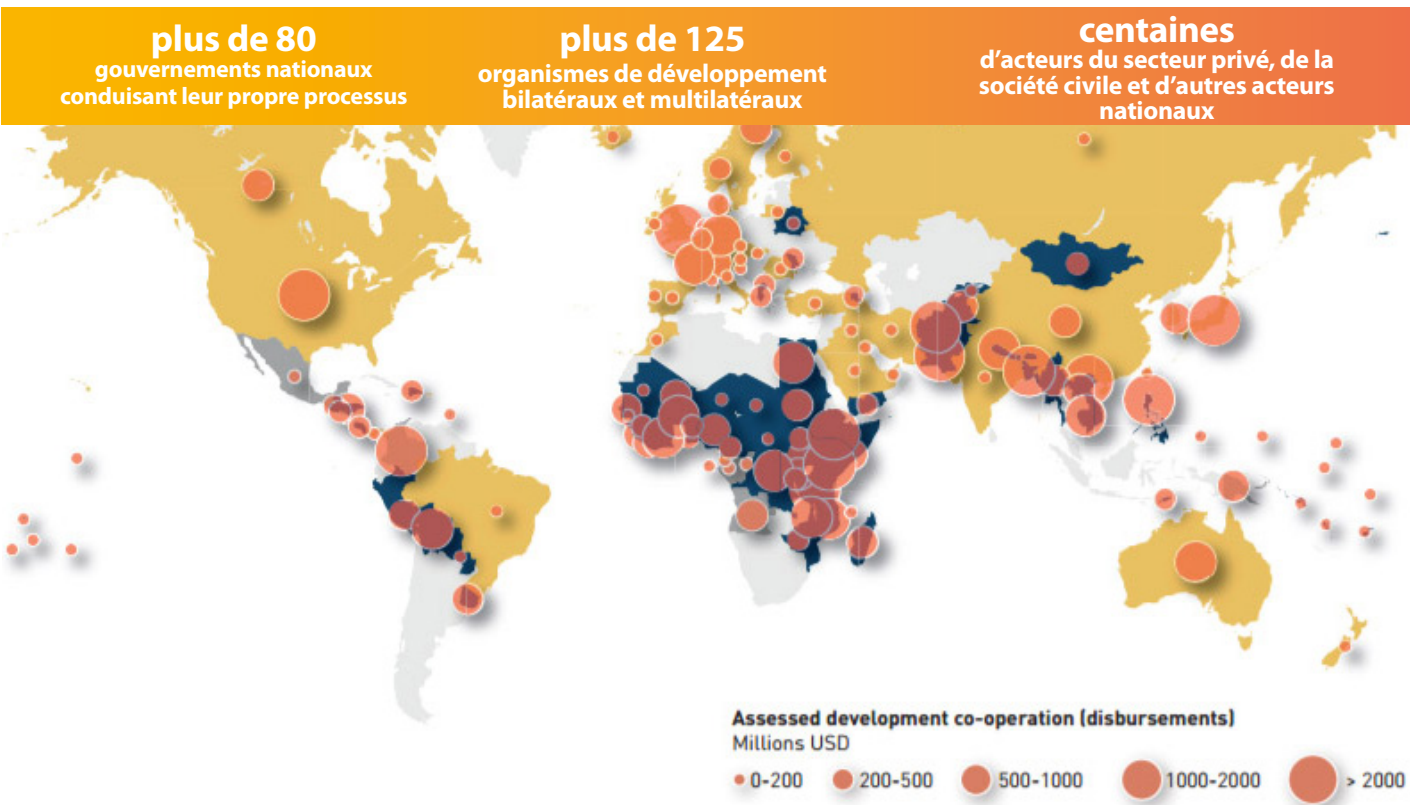 plus de 80
gouvernements nationaux
conduisant leur propre processus
plus de 125
organismes de développement
bilatéraux et multilatéraux
centaines
d'acteurs du secteur privé, de la
société civile et d'autres acteurs
nationaux
Assessed development co-operation (disbursements)
Millions USD
0-200
200-500
500-1000
1000-2000
> 2000